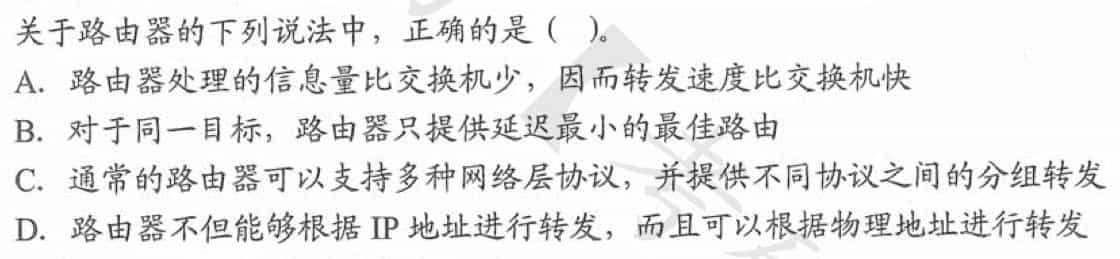 关于路由器的下列说法中，正确的是（ ）。
A. 路由器处理的信息量比交换机少，因而转发速度比交换机快
B. 对于同一目标，路由器只提供延迟最小的最佳路由
C. 通常的路由器可以支持多种网络层协议，并提供不同协议之间的分组转发
D. 路由器不但能够根据 IP 地址进行转发，而且可以根据物理地址进行转发